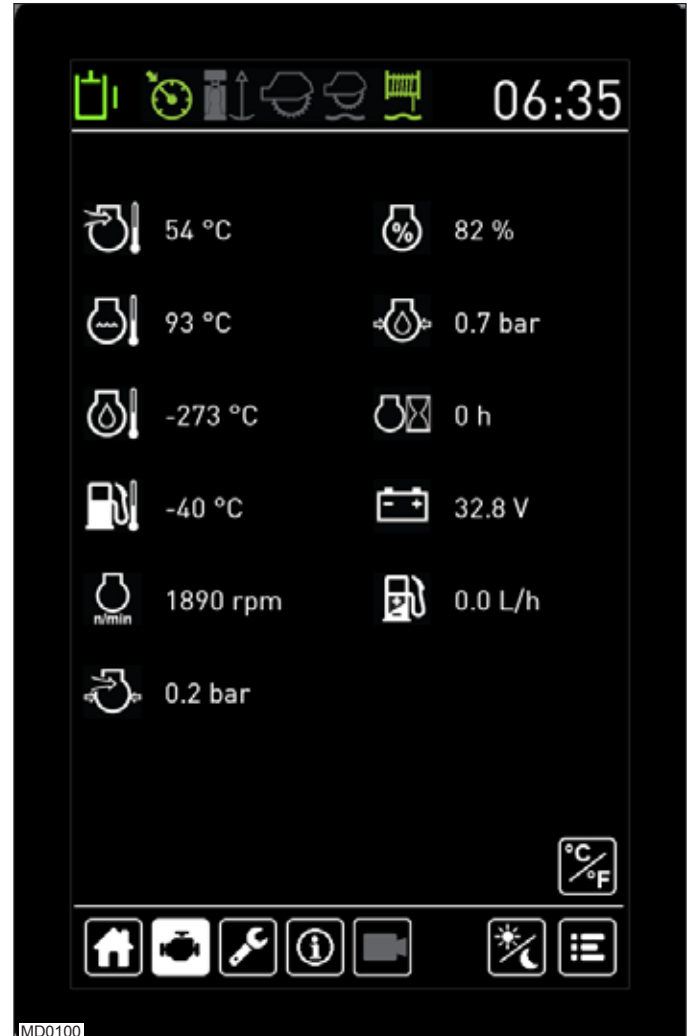 06:35
54 °C
% 82 %
93 °C
0.7 bar
-273 °C
0 h
-40 °C
- + 32.8 V
n/min 1890 rpm
0.0 L/h
0.2 bar
°C/°F
i
MD0100